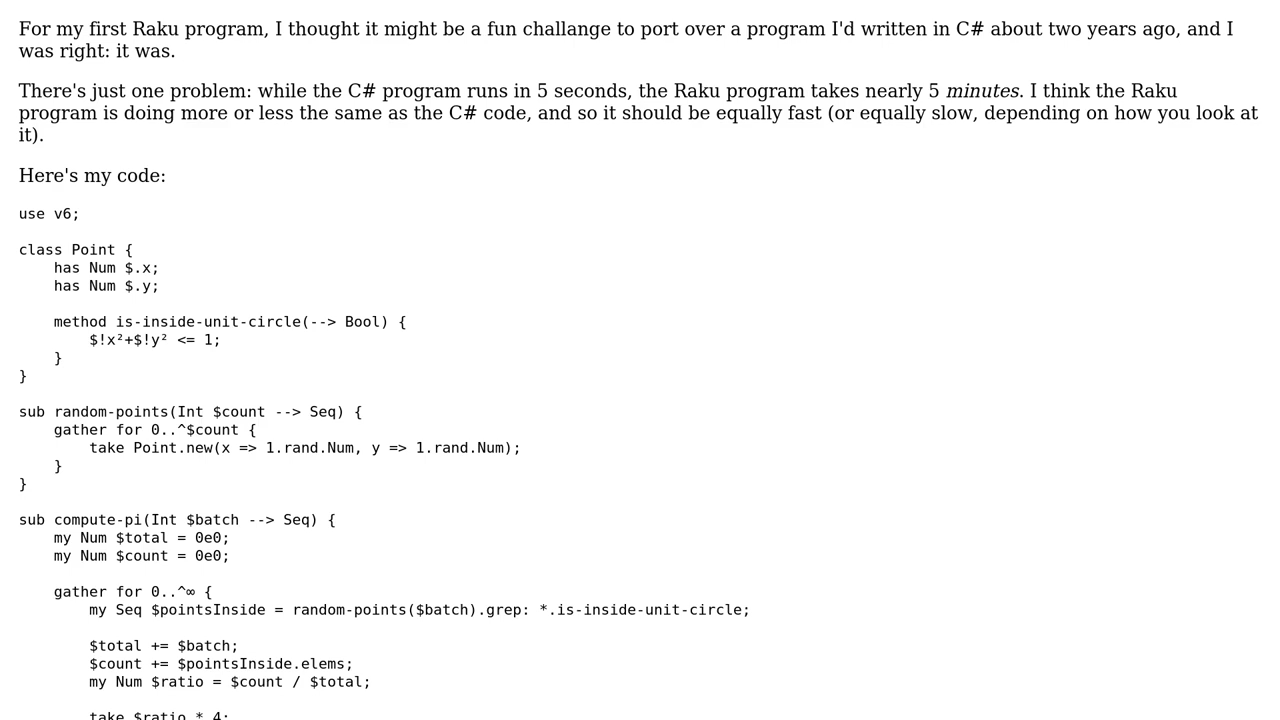 For my first Raku program, I thought it might be a fun challange to port over a program I'd written in C# about two years ago, and I
was right: it was.
There's just one problem: while the C# program runs in 5 seconds, the Raku program takes nearly 5 minutes. I think the Raku
program is doing more or less the same as the C# code, and so it should be equally fast (or equally slow, depending on how you look at
it).
Here's my code:
use v6;
class Point {
    has Num $.x;
    has Num $.y;
    method is-inside-unit-circle(--> Bool) {
        $!x²+$!y² <= 1;
    }
}
sub random-points(Int $count --> Seq) {
    gather for 0..^$count {
        take Point.new(x => 1.rand.Num, y => 1.rand.Num);
    }
}
sub compute-pi(Int $batch --> Seq) {
    my Num $total = 0e0;
    my Num $count = 0e0;
    gather for 0..^∞ {
        my Seq $pointsInside = random-points($batch).grep: *.is-inside-unit-circle;
        $total += $batch;
        $count += $pointsInside.elems;
        my Num $ratio = $count / $total;
        take $ratio * 4;